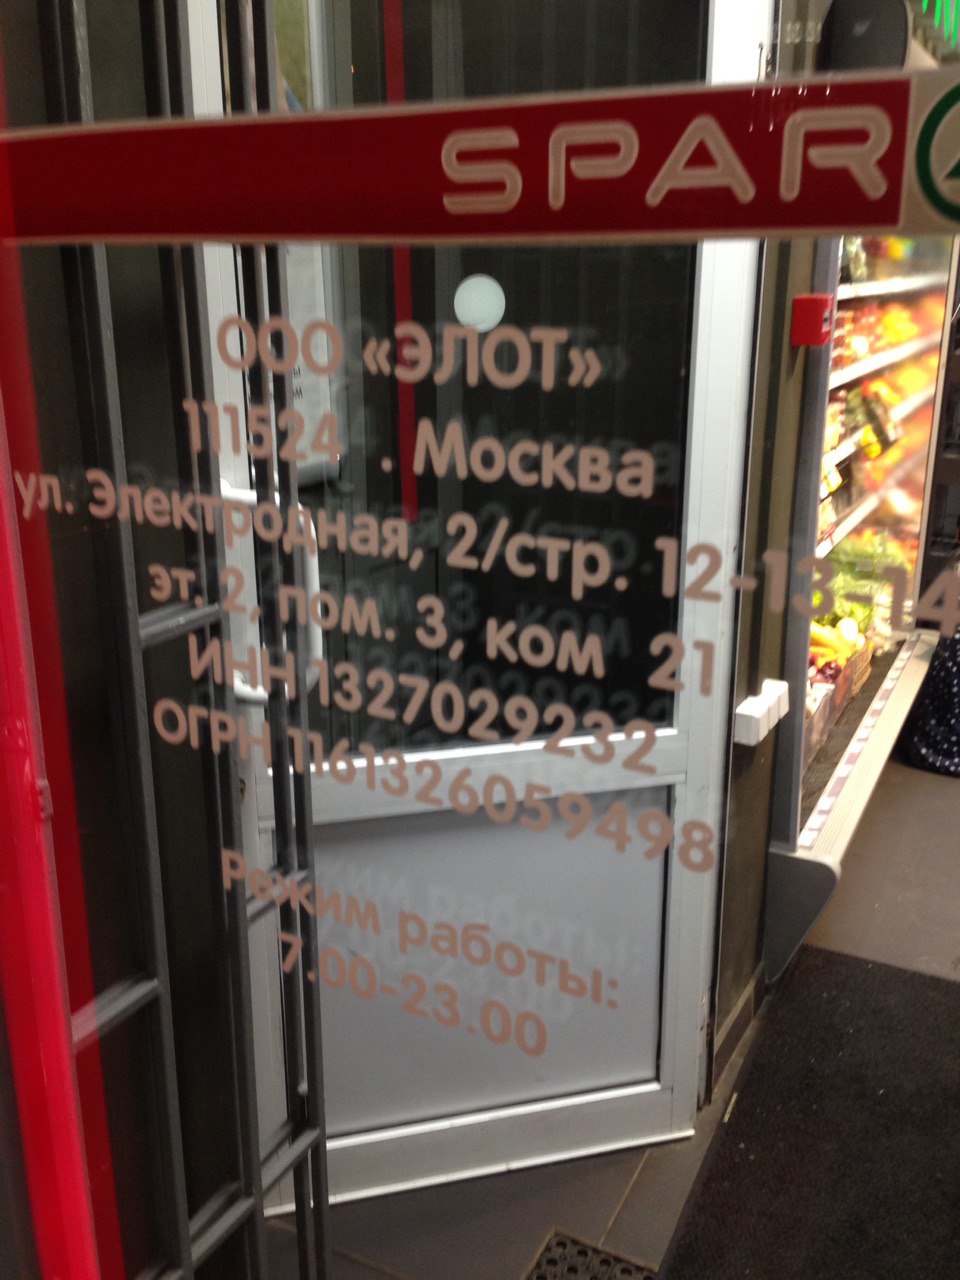 SPAR
ООО «ЭЛОТ»
111524 . Москва
ул. Электродная, 2/стр. 12-13-14
эт. 2, пом. 3, ком 21
ИНН 1327029232
ОГРН 1161326059498
Режим работы:
7.00-23.00